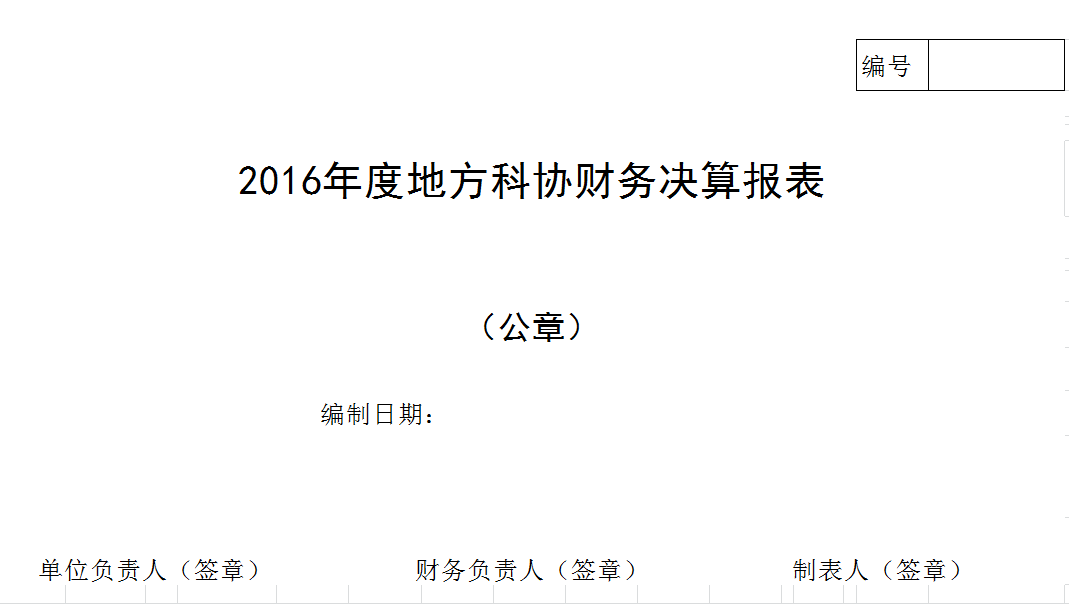 编号
2016年度地方科协财务决算报表
（公章）
编制日期：
单位负责人（签章） 财务负责人（签章） 制表人（签章）